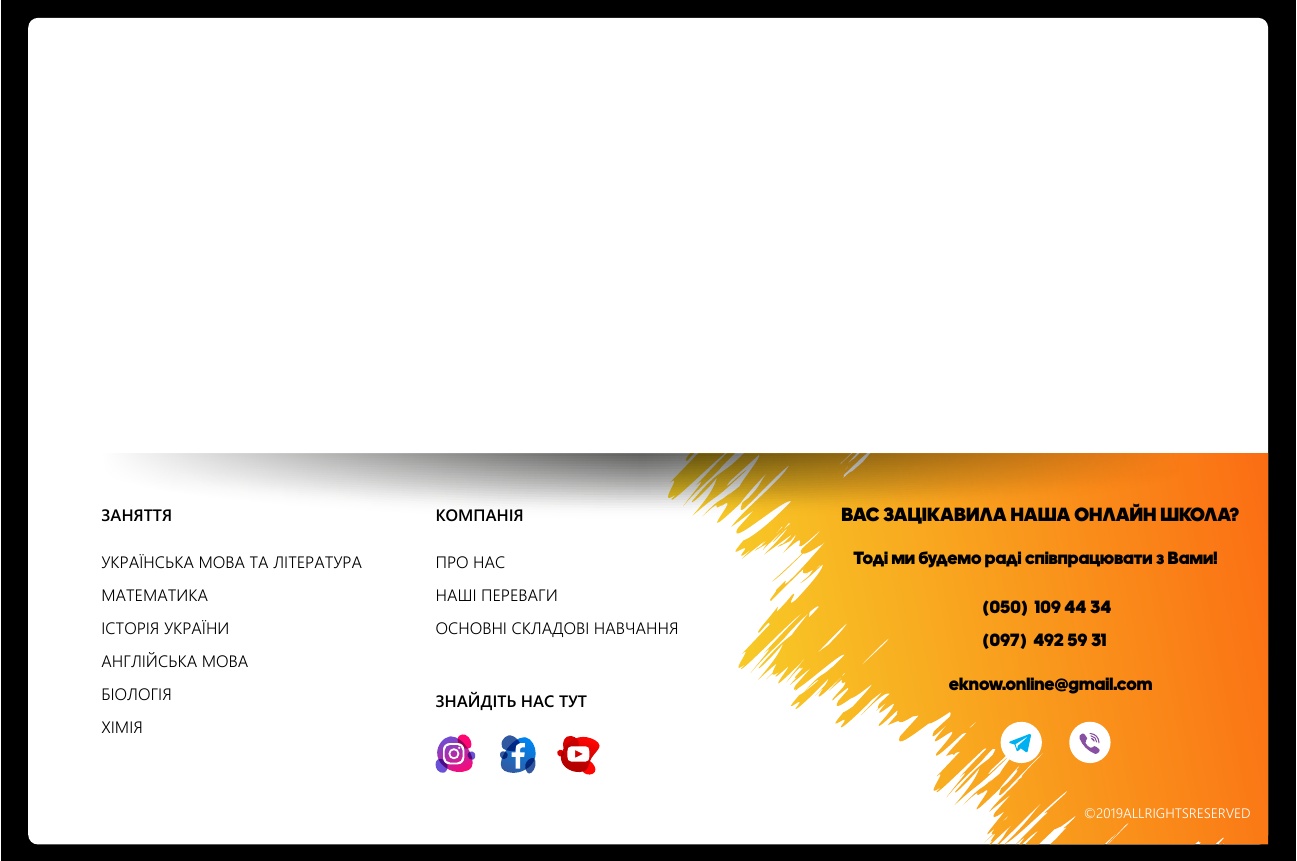 ЗАНЯТТЯ
УКРАЇНСЬКА МОВА ТА ЛІТЕРАТУРА
МАТЕМАТИКА
ІСТОРІЯ УКРАЇНИ
АНГЛІЙСЬКА МОВА
БІОЛОГІЯ
ХІМІЯ
КОМПАНІЯ
ПРО НАС
НАШІ ПЕРЕВАГИ
ОСНОВНІ СКЛАДОВІ НАВЧАННЯ
ЗНАЙДІТЬ НАС ТУТ
ВАС ЗАЦІКАВИЛА НАША ОНЛАЙН ШКОЛА?
Тоді ми будемо раді співпрацювати з Вами!
(050) 109 44 34
(097) 492 59 31
eknow.online@gmail.com
©2019ALLRIGHTSRESERVED